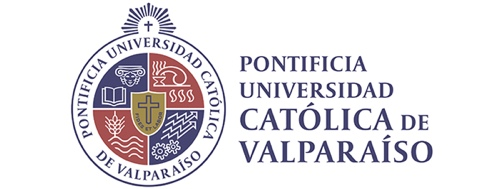 PONTIFICIA UNIVERSIDAD CATÓLICA
DE VALPARAÍSO
PONTIFICIA
UNIVERSIDAD
CATÓLICA DE
VALPARAÍSO